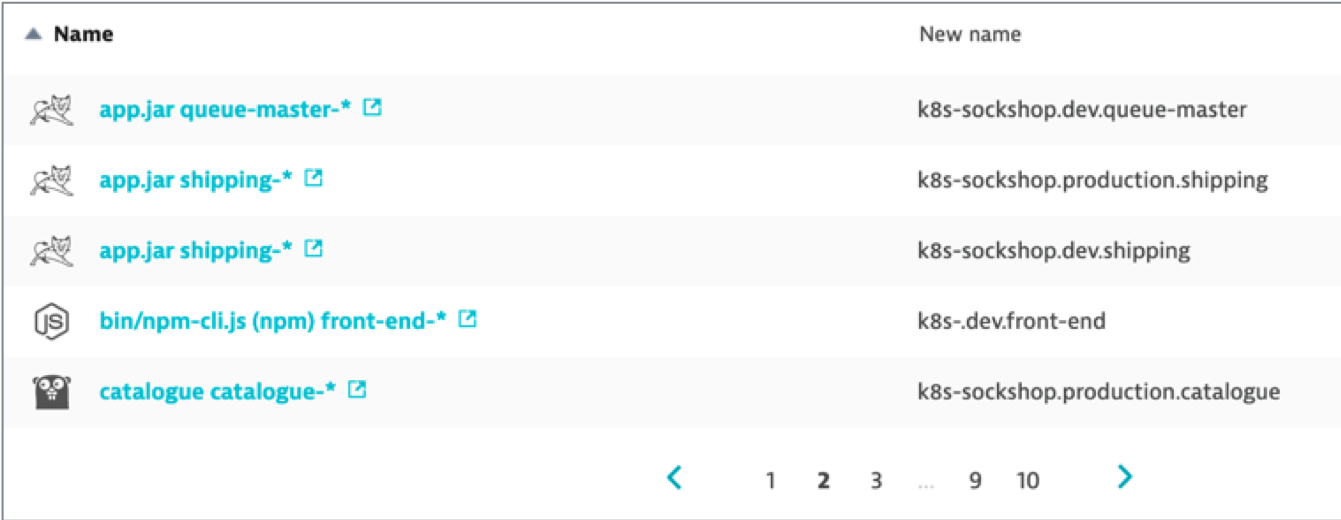 Name New name
app.jar queue-master-* k8s-sockshop.dev.queue-master
app.jar shipping-* k8s-sockshop.production.shipping
app.jar shipping-* k8s-sockshop.dev.shipping
JS bin/npm-cli.js (npm) front-end-* k8s-.dev.front-end
catalogue catalogue-* k8s-sockshop.production.catalogue
1 2 3 ... 9 10